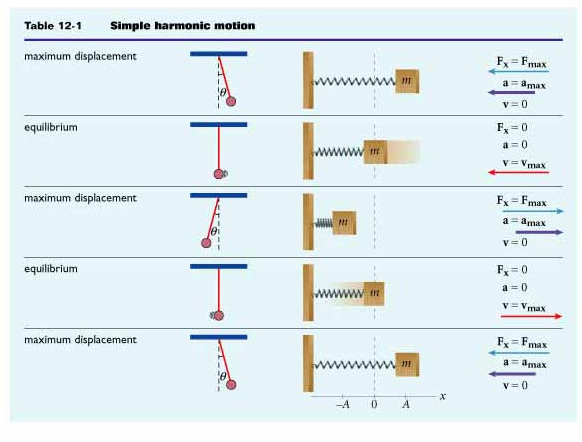 Table 12-1 Simple harmonic motion
maximum displacement
θ
m
Fx = Fmax
a = amax
v = 0
equilibrium
m
Fx = 0
a = 0
v = vmax
maximum displacement
θ
m
Fx = Fmax
a = amax
v = 0
equilibrium
m
Fx = 0
a = 0
v = vmax
maximum displacement
θ
m
Fx = Fmax
a = amax
v = 0
-A 0 A x